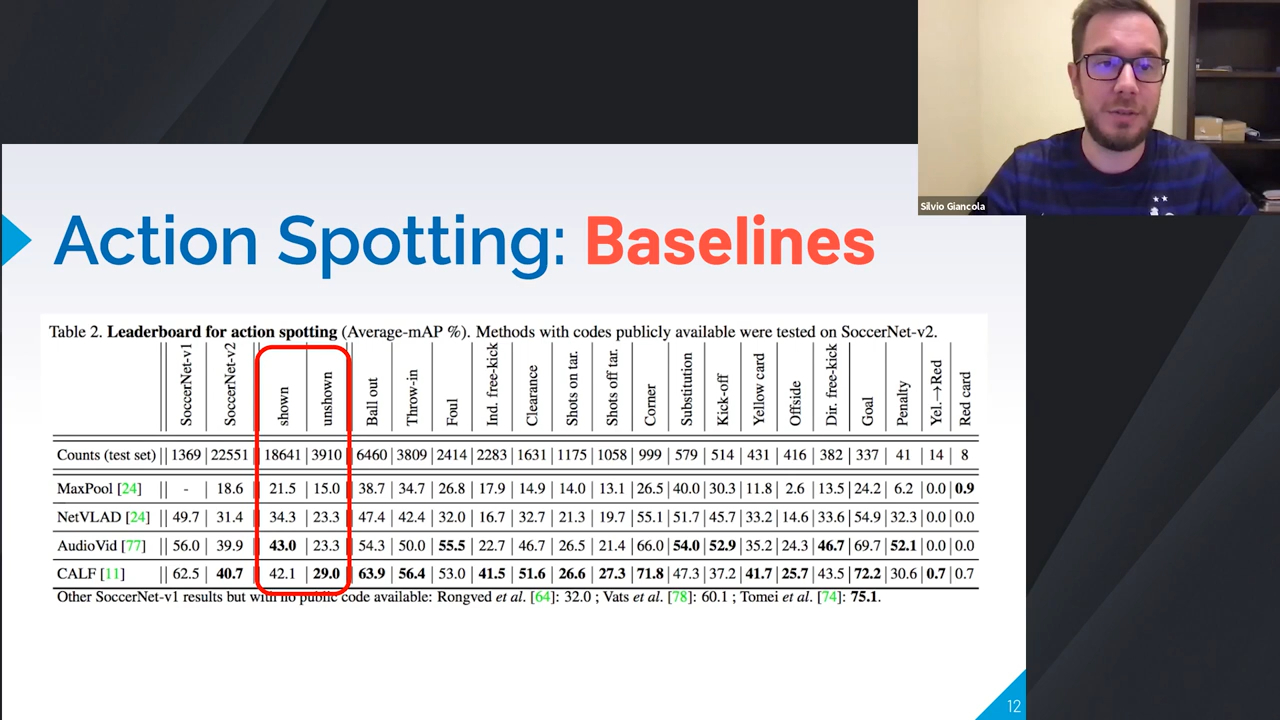 Silvio Giancola
Action Spotting: Baselines
Table 2. Leaderboard for action spotting (Average-mAP %). Methods with codes publicly available were tested on SoccerNet-v2.
SoccerNet-v1 SoccerNet-v2 shown unshown Ball out Throw-in Foul Ind. free-kick Clearance Shots on tar. Shots off tar. Corner Substitution Kick-off Yellow card Offside Dir. free-kick Goal Penalty Yel.→Red Red card
Counts (test set) 1369 22551 18641 3910 6460 3809 2414 2283 1631 1175 1058 999 579 514 431 416 382 337 41 14 8
MaxPool [24] - 18.6 21.5 15.0 38.7 34.7 26.8 17.9 14.9 14.0 13.1 26.5 40.0 30.3 11.8 2.6 13.5 24.2 6.2 0.0 0.9
NetVLAD [24] 49.7 31.4 34.3 23.3 47.4 42.4 32.0 16.7 32.7 21.3 19.7 55.1 51.7 45.7 33.2 14.6 33.6 54.9 32.3 0.0 0.0
AudioVid [77] 56.0 39.9 43.0 23.3 54.3 50.0 55.5 22.7 46.7 26.5 21.4 66.0 54.0 52.9 35.2 24.3 46.7 69.7 52.1 0.0 0.0
CALF [11] 62.5 40.7 42.1 29.0 63.9 56.4 53.0 41.5 51.6 26.6 27.3 71.8 47.3 37.2 41.7 25.7 43.5 72.2 30.6 0.7 0.7
Other SoccerNet-v1 results but with no public code available: Rongved et al. [64]: 32.0 ; Vats et al. [78]: 60.1 ; Tomei et al. [74]: 75.1.
12